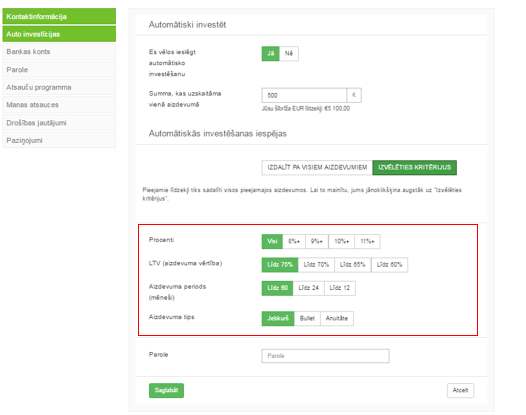 Kontaktinformācija
Auto investīcijas
Bankas konts
Parole
Atsauču programma
Manas atsauces
Drošības jautājumi
Paziņojumi
Automātiski investēt
Es vēlos ieslēgt
automātisko
investēšanu
Jā Nē
Summa, kas uzskaitāma
vienā aizdevumā
500 €
Jūsu šībrīža EUR līdzekļi: €5 100,00
Automātiskās investēšanas iespējas
IZDALĪT PA VISIEM AIZDEVUMIEM IZVĒLĒTIES KRITĒRIJUS
Pieejamie līdzekļi tiks sadalīti visos pieejamajos aizdevumos. Lai to mainītu, jums jānoklikšķina augstāk uz "Izvēlēties
kritērijus".
Procenti
Visi 8%+ 9%+ 10%+ 11%+
LTV (aizdevuma vērtība)
Līdz 75% Līdz 70% Līdz 65% Līdz 60%
Aizdevuma periods
(mēneši)
Līdz 60 Līdz 24 Līdz 12
Aizdevuma tips
Jebkurš Bullet Anuitāte
Parole
Parole
Saglabāt
Atcelt